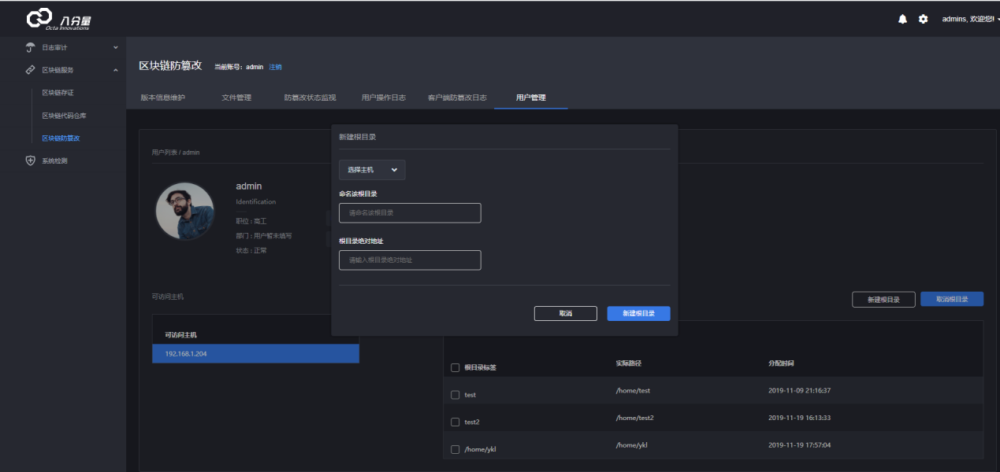 八分量
Octa Innovations
admins, 欢迎您!
日志审计
区块链服务
区块链存证
区块链代码仓库
区块链防篡改
系统检测
区块链防篡改 当前账号：admin 注销
版本信息维护 文件管理 防篡改状态监视 用户操作日志 客户端防篡改日志 用户管理
用户列表 / admin
admin
Identification
职位：高工
部门：用户暂未填写
状态：正常
新建根目录
选择主机
命名该根目录
请命名该根目录
根目录绝对地址
请输入根目录绝对地址
取消 新建根目录
可访问主机
新建根目录 取消根目录
可访问主机
192.168.1.204
根目录标签 实际路径 分配时间
test /home/test 2019-11-09 21:16:37
test2 /home/test2 2019-11-19 16:13:33
/home/ykl /home/ykl 2019-11-19 17:57:04